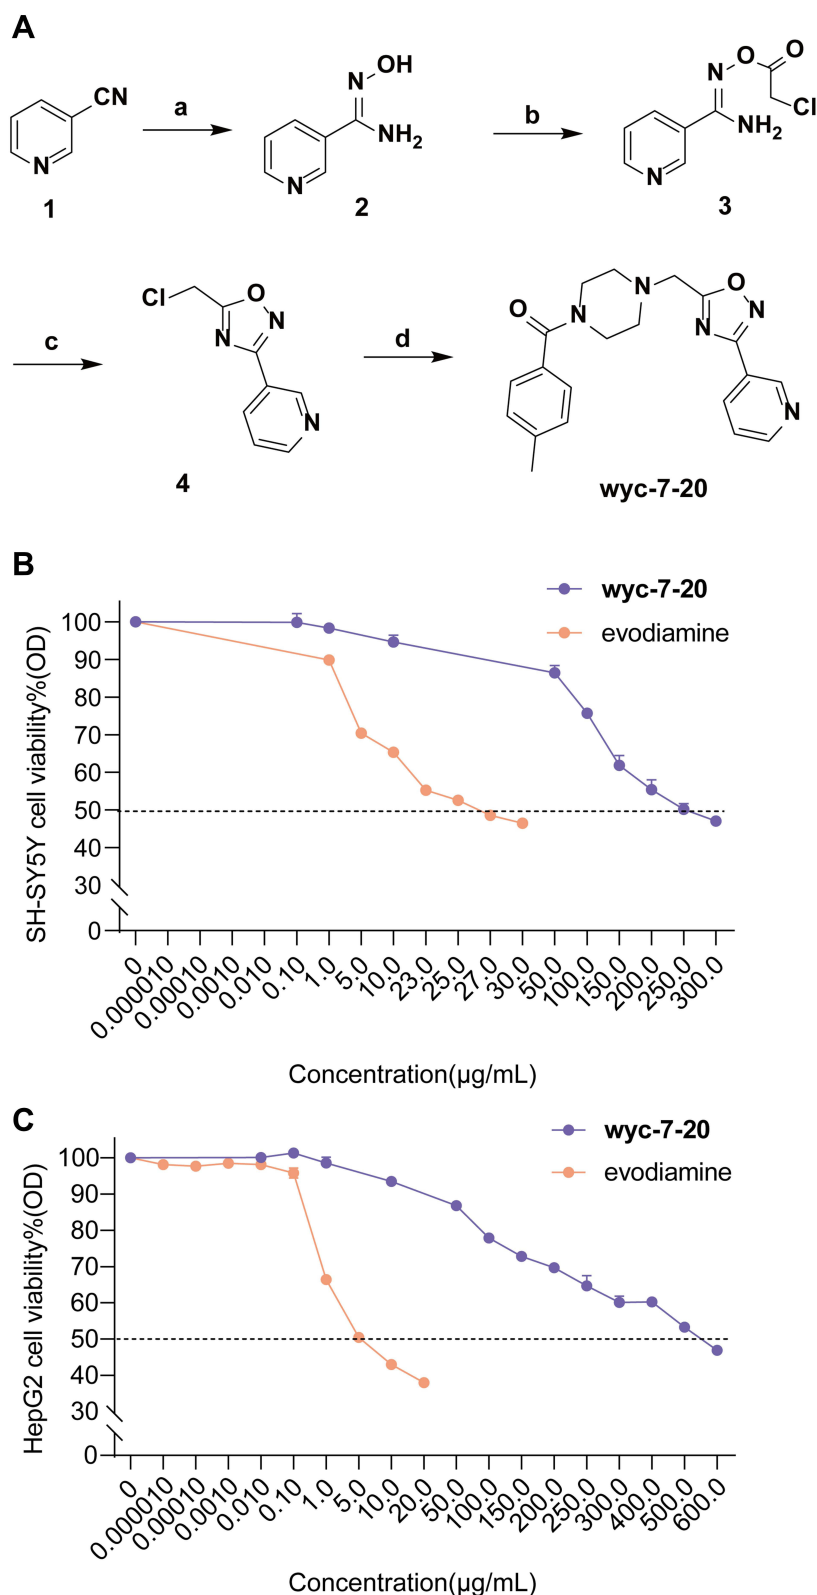 A
CN
N
1
a
N
OH
NH2
N
2
b
N
O
O
Cl
NH2
N
3
c
Cl
O
N
N
N
4
d
O
N
N
O
N
N
N
wyc-7-20
B
wyc-7-20
evodiamine
SH-SY5Y cell viability%(OD)
100
90
80
70
60
50
40
30
0
0
0.000010
0.00010
0.0010
0.010
0.10
1.0
5.0
10.0
23.0
25.0
27.0
30.0
50.0
100.0
150.0
200.0
250.0
300.0
Concentration(μg/mL)
C
wyc-7-20
evodiamine
HepG2 cell viability%(OD)
100
90
80
70
60
50
40
30
0
0
0.000010
0.00010
0.0010
0.010
0.10
1.0
5.0
10.0
20.0
50.0
100.0
150.0
200.0
250.0
300.0
400.0
500.0
600.0
Concentration(μg/mL)